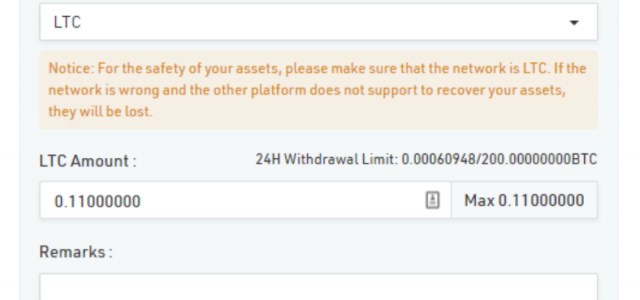 LTC
Notice: For the safety of your assets, please make sure that the network is LTC. If the
network is wrong and the other platform does not support to recover your assets,
they will be lost.
LTC Amount :
24H Withdrawal Limit: 0.00060948/200.00000000BTC
0.11000000
Max 0.11000000
Remarks :